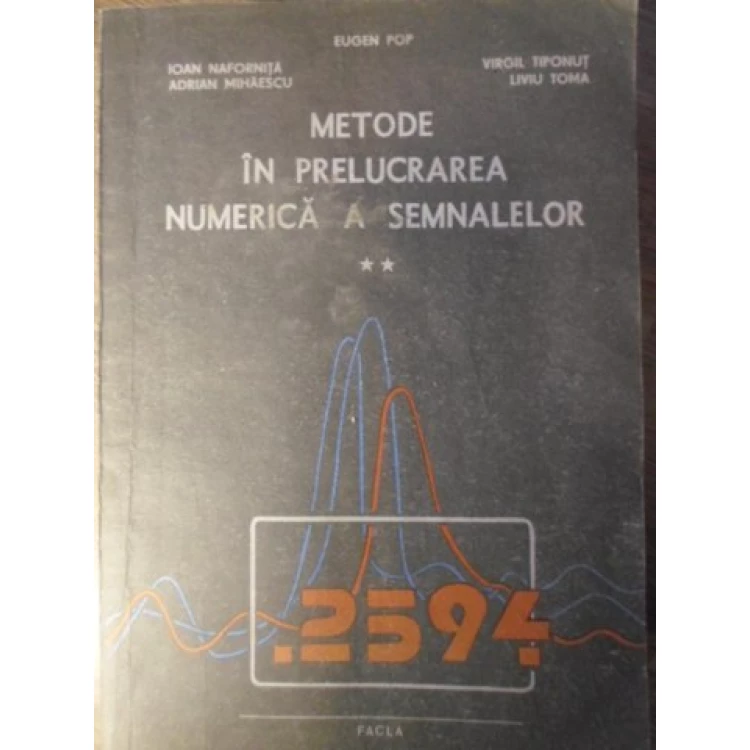 EUGEN POP
IOAN NAFORNIȚĂ
ADRIAN MIHĂESCU
VIRGIL TIPONUȚ
LIVIU TOMA
METODE
ÎN PRELUCRAREA
NUMERICĂ A SEMNALELOR
★★
.2594
FACLA